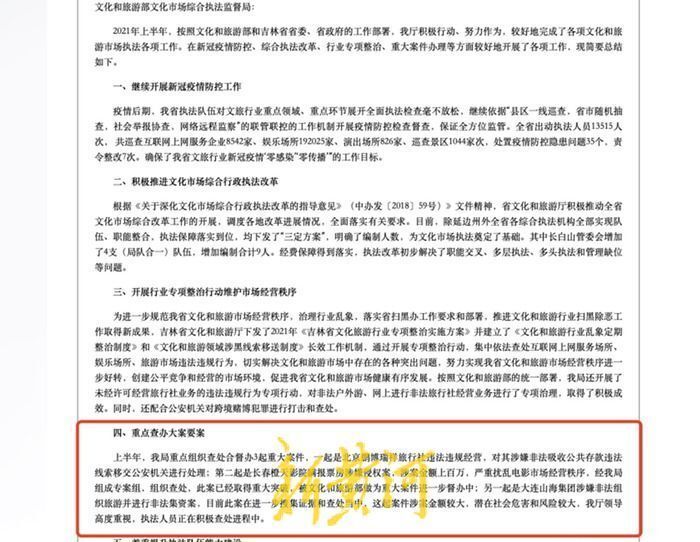 文化和旅游部文化市场综合执法监督局：
2021年上半年，按照文化和旅游部和吉林省省委、省政府的工作部署，我厅积极行动、努力作为，较好地完成了各项文化和旅
游市场执法各项工作。在新冠疫情防控、综合执法改革、行业专项整治、重大案件办理等方面较好地开展了各项工作，现简要总结
如下。
一、继续开展新冠疫情防控工作
疫情后期，我省执法队伍对文旅行业重点领域、重点环节展开全面执法检查毫不放松，继续依据“县区一线巡查，省市随机抽
查，社会举报协查，网络远程监察”的联管联控的工作机制开展疫情防控检查督查，保证全方位监管。全省出动执法人员13515人
次，共巡查互联网上网服务企业8542家、娱乐场所192025家、演出场所826家、巡查景区1044家次，处置疫情防控隐患问题35个，责
令整改7次。确保了我省文旅行业新冠疫情‘零感染’‘零传播’”的工作目标。
二、积极推进文化市场综合行政执法改革
根据《关于深化文化市场综合行政执法改革的指导意见》（中办发【2018】59号）》文件精神，省文化和旅游厅积极推动全省
文化市场综合改革工作的开展，调度各地改革进展情况，全面落实有关要求。目前，除延边州外全省各综合执法机构全部实现队
伍、职能整合，执法保障落实到位，均下发了“三定方案”，明确了编制人数，为文化市场执法奠定了基础。其中长白山管委会增加
了4支（局队合一）队伍，增加编制合计9人。经费保障得到落实，执法改革初步解决了职能交叉、多层执法、多头执法和管理缺位
等问题。
三、开展行业专项整治行动维护市场经营秩序
为进一步规范我省文化和旅游市场经营秩序，治理行业乱象，落实省扫黑办工作要求和部署，推进文化和旅游行业扫黑除恶工
作取得新成果，吉林省文化和旅游厅下发了2021年《吉林省文化旅游行业专项整治实施方案》并建立了《文化和旅游行业乱象定期
整治制度》和《文化和旅游领域涉黑线索移送制度》长效工作机制，通过开展专项整治行动，集中依法查处互联网上网服务场所、
娱乐场所、旅游市场违法违规行为，切实解决文化和旅游市场中存在的各种突出问题，努力实现我省文化和旅游市场经营秩序进一
步好转，创建公平竞争和经营的市场环境，促进我省文化和旅游市场健康有序发展。按照文化和旅游部的统一部署，我局还开展了
未经许可经营旅行社业务的违法违规行为专项行动，对非法户外游、网上进行非法旅行社经营业务进行了专项治理，取得了积极成
效。同时，还配合公安机关对跨境赌博犯罪进行打击和查处。
四、重点查办大案要案
上半年，我局重点组织查处合督办3起重大案件，一起是北京鹏博瑞祥旅行社违法违规经营，对其涉嫌非法吸收公共存款违法
线索移交公安机关进行处理；第二起是长春橙天影院瞒报票房涉嫌侵权案，涉案金额上百万，严重扰乱电影市场经营秩序，经我局
组成专案组，组织查处，此案已经取得重大突破，被文化和旅游部做为重大案件进一步督办中；另一起是大连山海集团涉嫌非法组
织旅游并进行非法集资案，目前此案在进一步搜集证据和查处当中，这起案件涉案金额较大，潜在社会危害和风险较大，我厅领导
高度重视，执法人员正在积极查处进程中。
新黄河